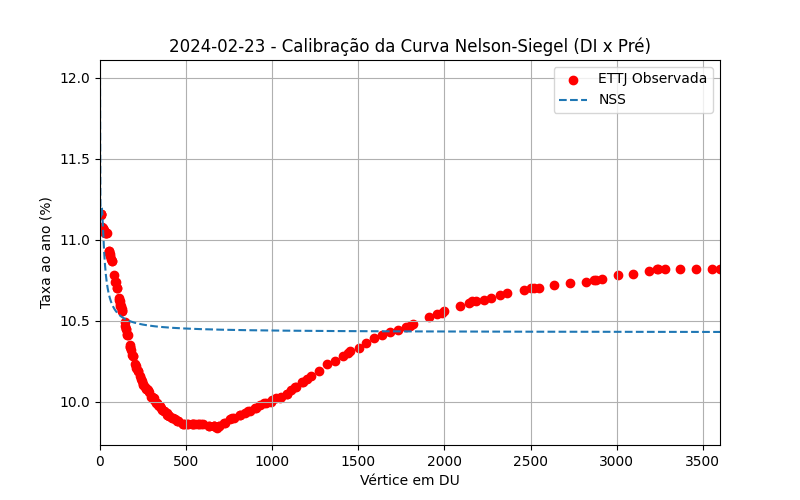 2024-02-23 - Calibração da Curva Nelson-Siegel (DI x Pré)
ETTJ Observada
NSS
Taxa ao ano (%)
12.0
11.5
11.0
10.5
10.0
0 500 1000 1500 2000 2500 3000 3500
Vértice em DU